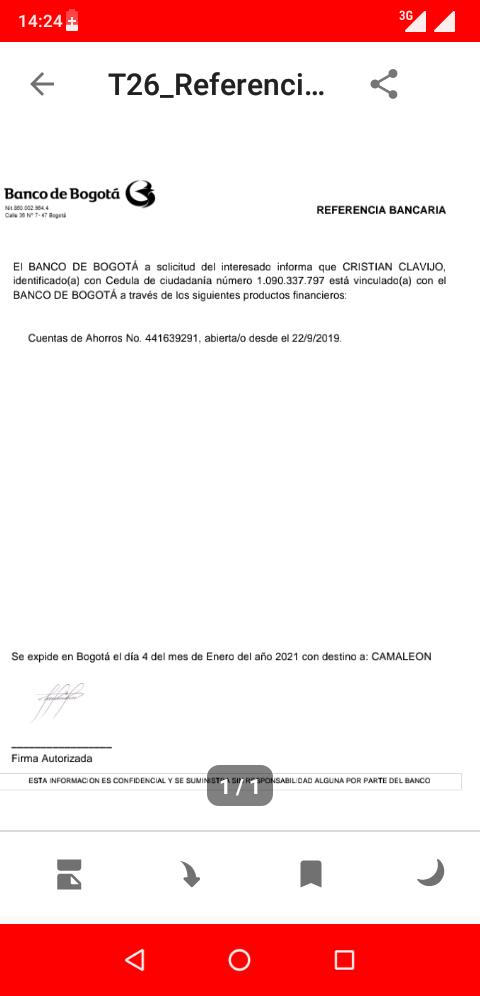 14:24
3G
T26_Referenci...
Banco de Bogotá
Nit.860.002.964.4
Calle 36 N° 7- 47 Bogotá
REFERENCIA BANCARIA
El BANCO DE BOGOTÁ a solicitud del interesado informa que CRISTIAN CLAVIJO,
identificado(a) con Cedula de ciudadanía número 1.090.337.797 está vinculado(a) con el
BANCO DE BOGOTÁ a través de los siguientes productos financieros:
Cuentas de Ahorros No. 441639291, abierta/o desde el 22/9/2019.
Se expide en Bogotá el día 4 del mes de Enero del año 2021 con destino a: CAMALEON
Firma Autorizada
ESTA INFORMACION ES CONFIDENCIAL Y SE SUMINISTRA SIN RESPONSABILIDAD ALGUNA POR PARTE DEL BANCO
1 / 1